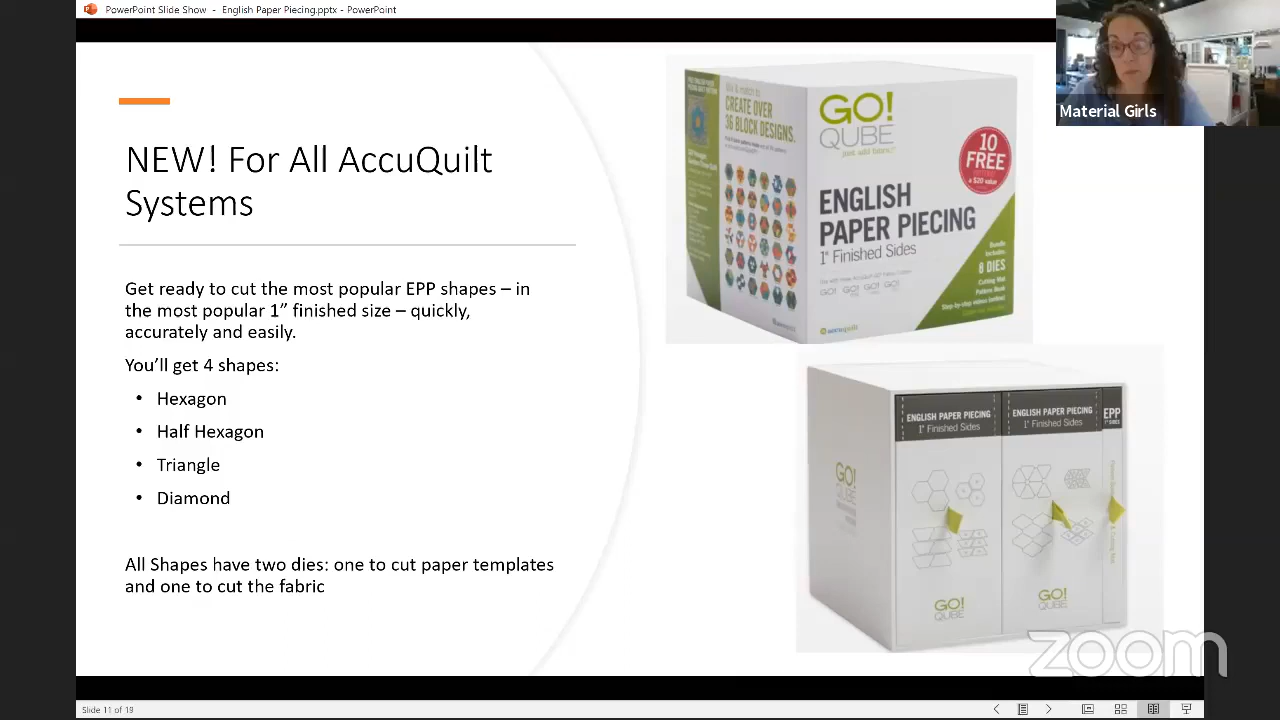 PowerPoint Slide Show - English Paper Piecing.pptx - PowerPoint
Material Girls
NEW! For All AccuQuilt
Systems
Get ready to cut the most popular EPP shapes – in
the most popular 1” finished size – quickly,
accurately and easily.
You’ll get 4 shapes:
• Hexagon
• Half Hexagon
• Triangle
• Diamond
All Shapes have two dies: one to cut paper templates
and one to cut the fabric
CREATE OVER
36 BLOCK DESIGNS.
GO!
QUBE
just add fabric!
10
FREE
a $20 value
ENGLISH
PAPER PIECING
1" Finished Sides
Bundle
includes:
8 DIES
Cutting Mat
Pattern Book
Step-by-step videos (online)
accuquilt
ENGLISH PAPER PIECING
1" Finished Sides
ENGLISH PAPER PIECING
1" Finished Sides
EPP
1" SIDES
GO!
QUBE
GO!
QUBE
GO!
QUBE
zoom
Slide 11 of 19